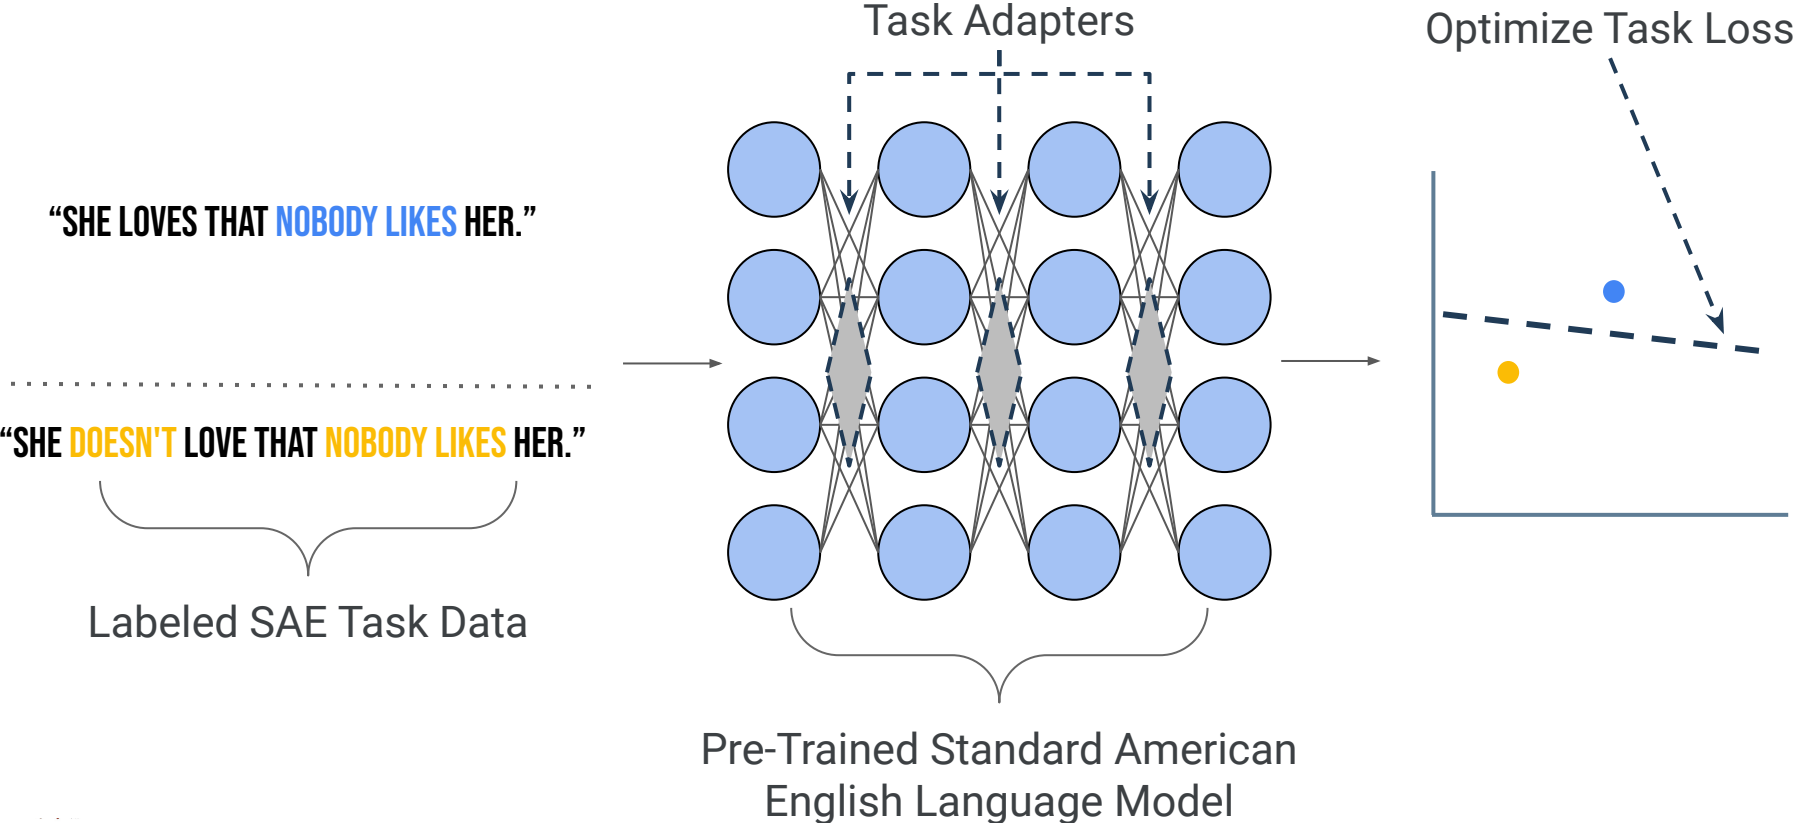 Task Adapters
Optimize Task Loss
“SHE LOVES THAT NOBODY LIKES HER.”
“SHE DOESN'T LOVE THAT NOBODY LIKES HER.”
Labeled SAE Task Data
Pre-Trained Standard American
English Language Model